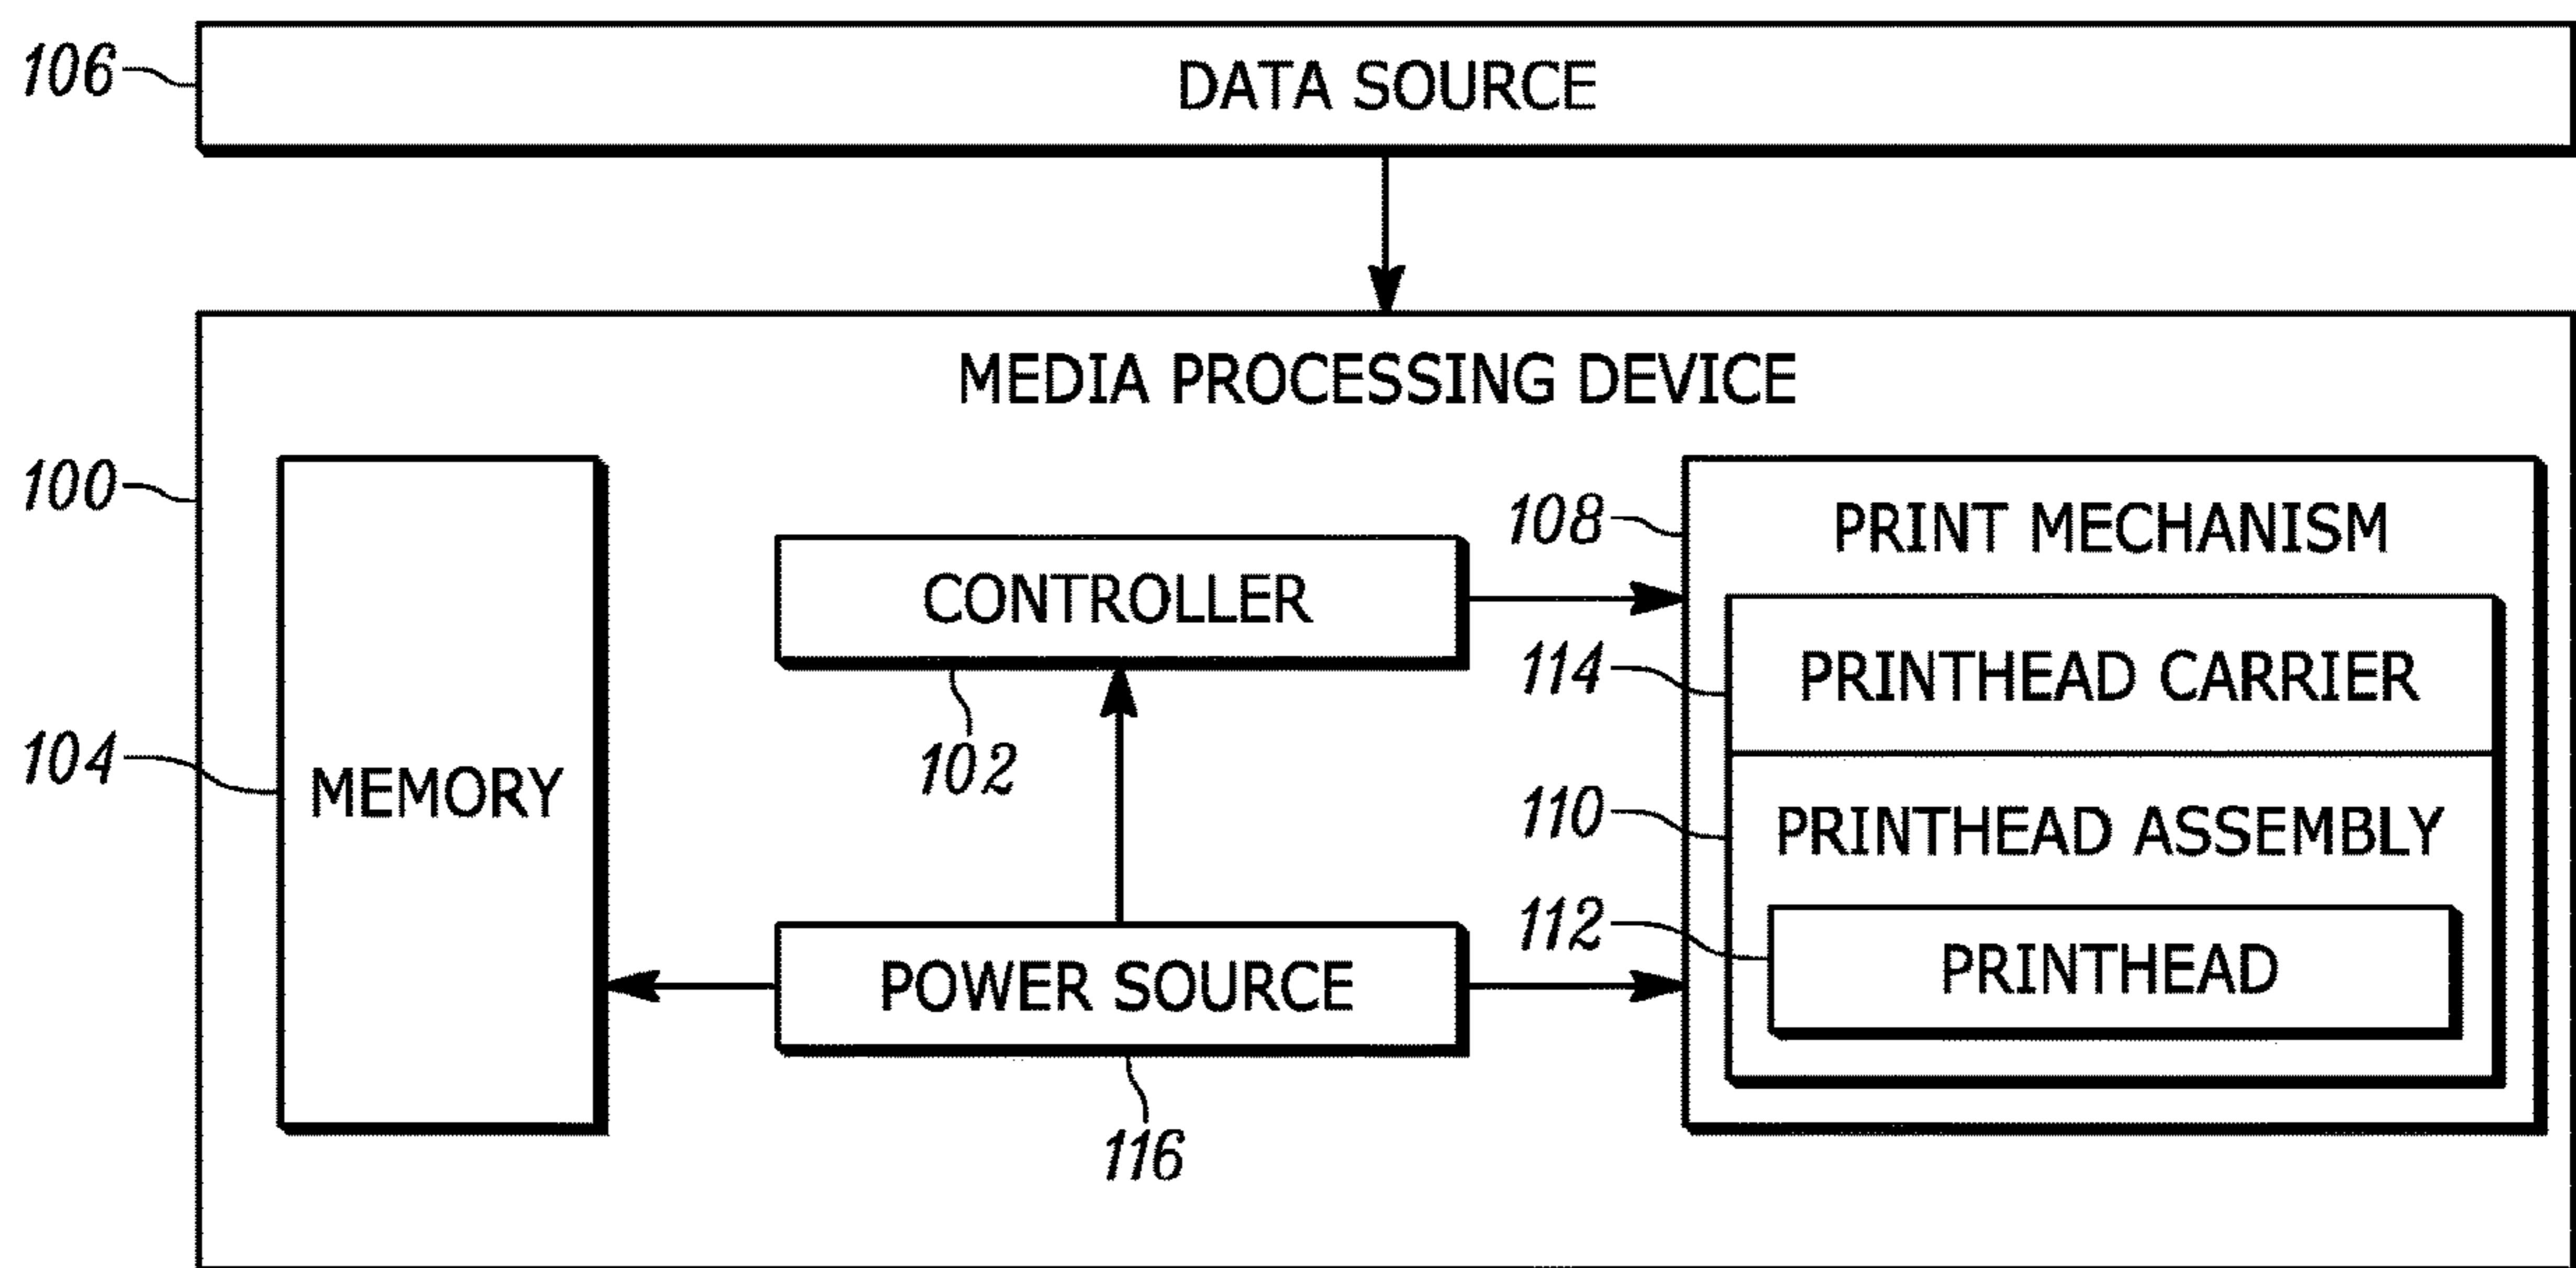 106
DATA SOURCE
MEDIA PROCESSING DEVICE
100
108
PRINT MECHANISM
CONTROLLER
114
PRINTHEAD CARRIER
102
104
MEMORY
110
PRINTHEAD ASSEMBLY
112
PRINTHEAD
POWER SOURCE
116